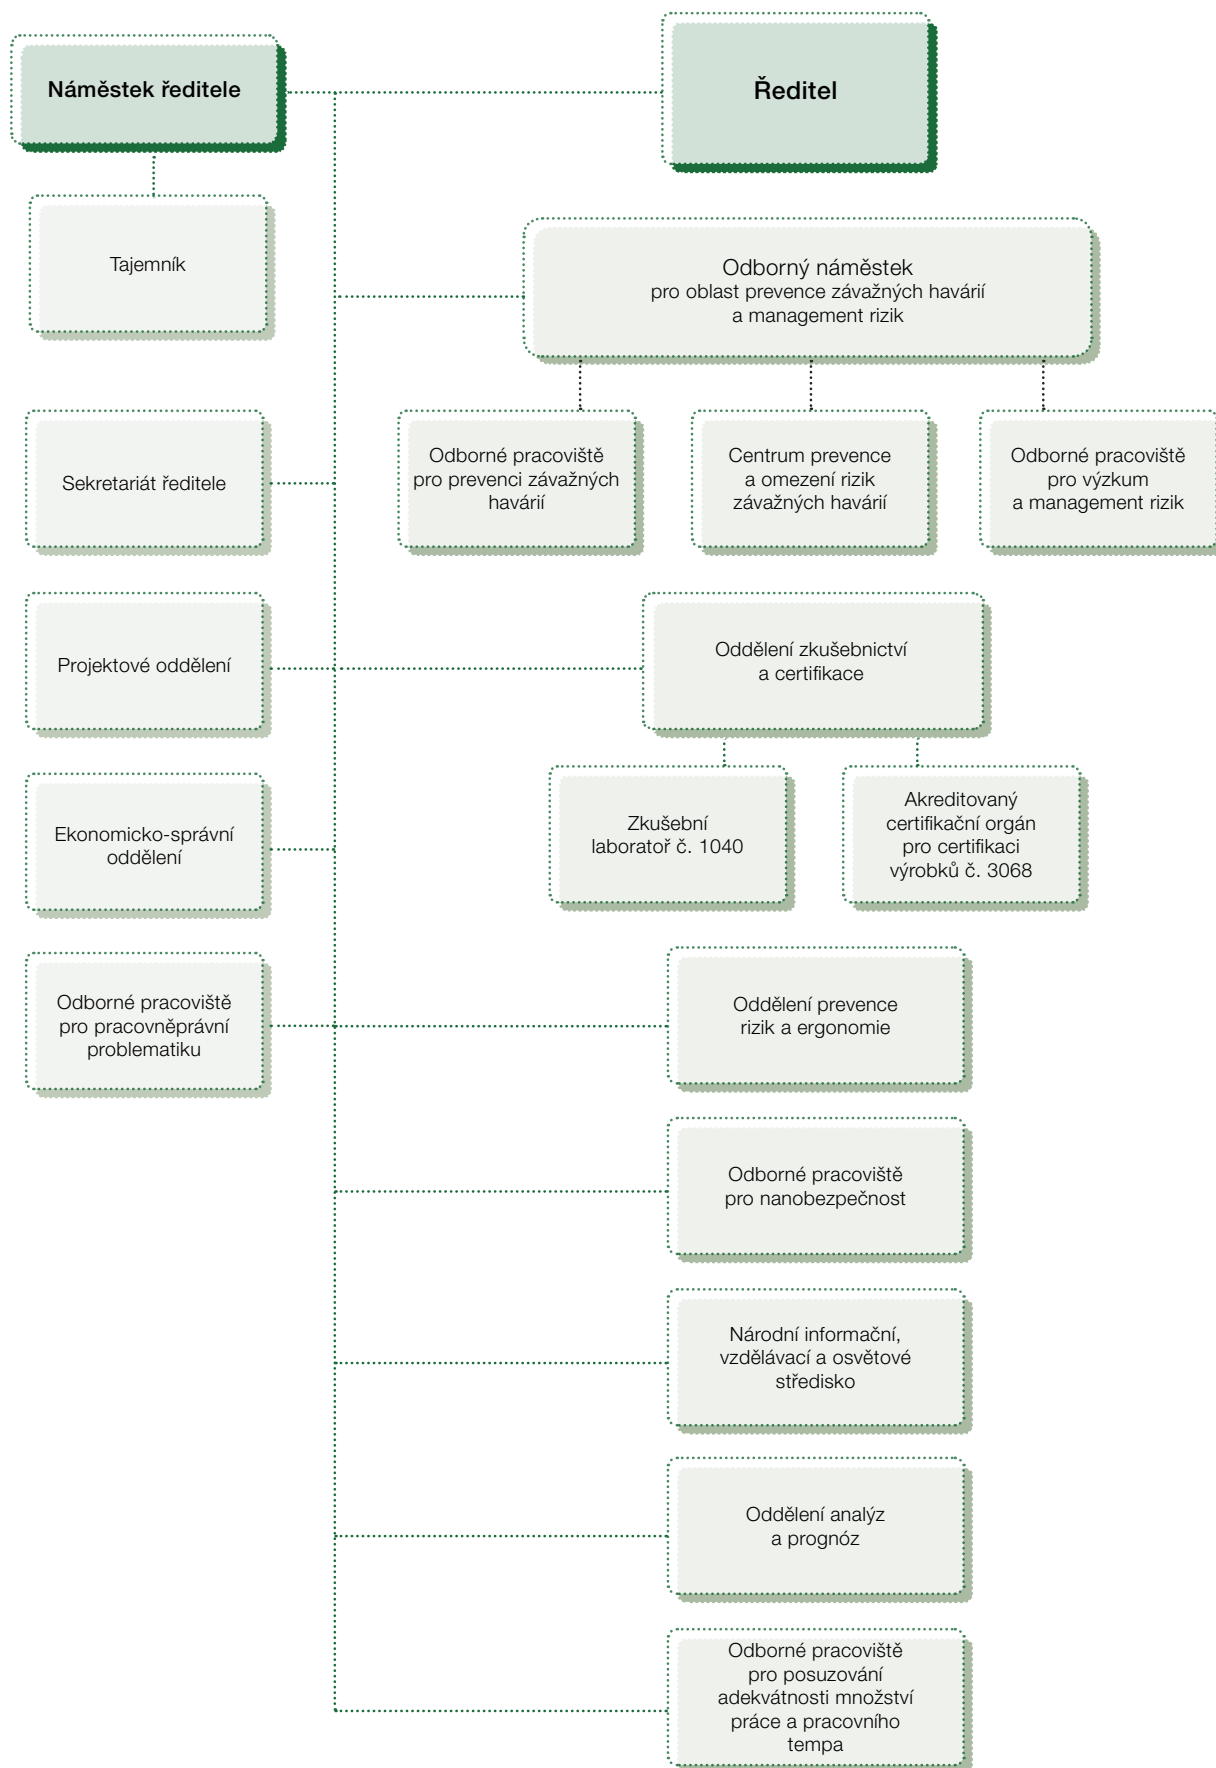 Náměstek ředitele
Ředitel
Tajemník
Odborný náměstek
pro oblast prevence závažných havárií
a management rizik
Sekretariát ředitele
Odborné pracoviště
pro prevenci závažných
havárií
Centrum prevence
a omezení rizik
závažných havárií
Odborné pracoviště
pro výzkum
a management rizik
Projektové oddělení
Oddělení zkušebnictví
a certifikace
Ekonomicko-správní
oddělení
Zkušební
laboratoř č. 1040
Akreditovaný
certifikační orgán
pro certifikaci
výrobků č. 3068
Odborné pracoviště
pro pracovněprávní
problematiku
Oddělení prevence
rizik a ergonomie
Odborné pracoviště
pro nanobezpečnost
Národní informační,
vzdělávací a osvětové
středisko
Oddělení analýz
a prognóz
Odborné pracoviště
pro posuzování
adekvátnosti množství
práce a pracovního
tempa